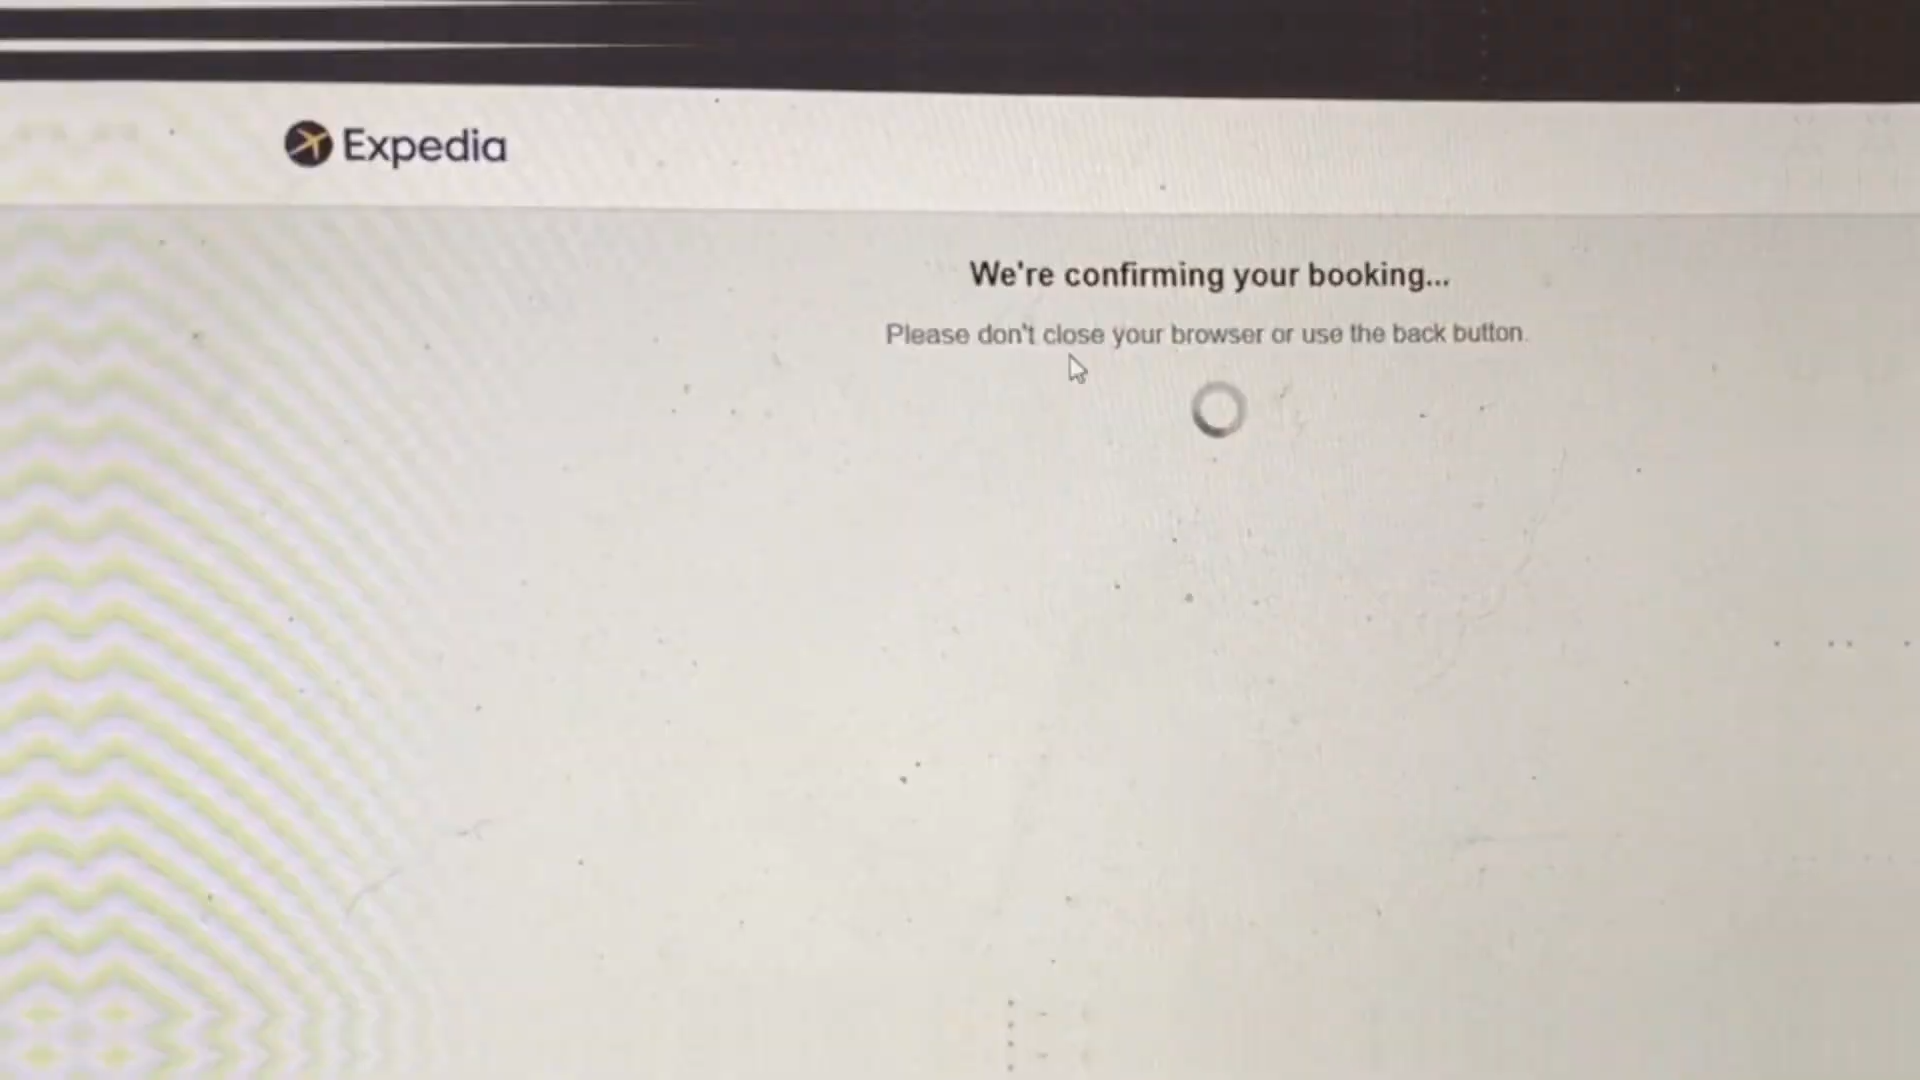 Expedia
We're confirming your booking...
Please don't close your browser or use the back button.